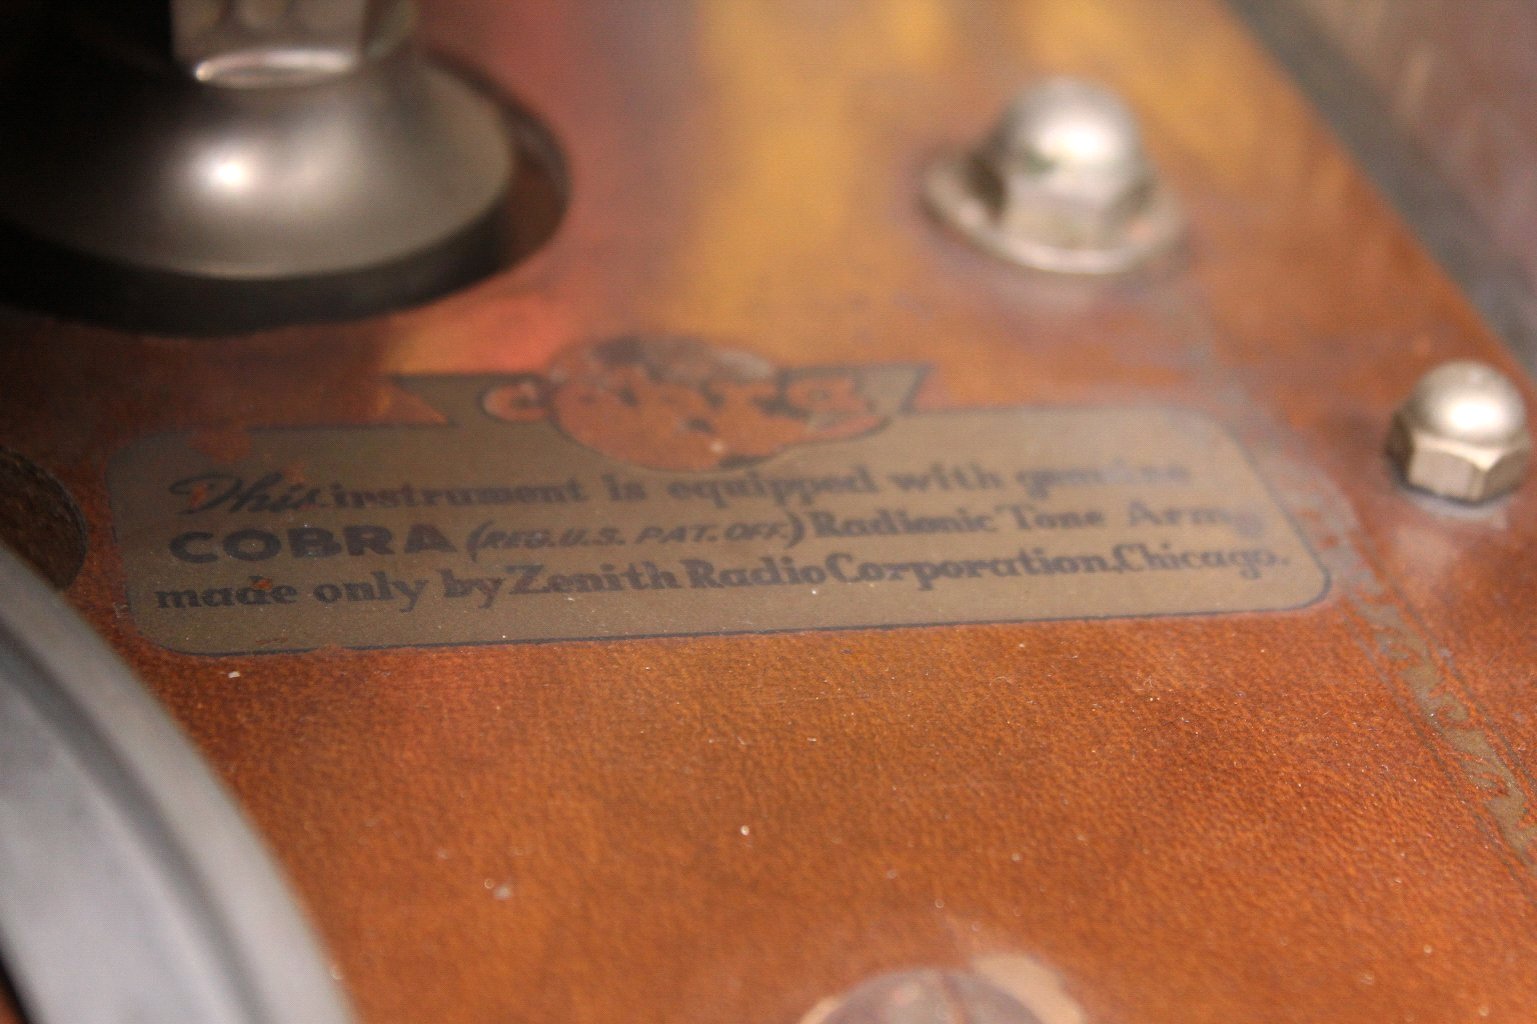 COBRA
This instrument is equipped with genuine
COBRA (REG. U.S. PAT. OFF.) Radionic Tone Arm
made only by Zenith Radio Corporation, Chicago.